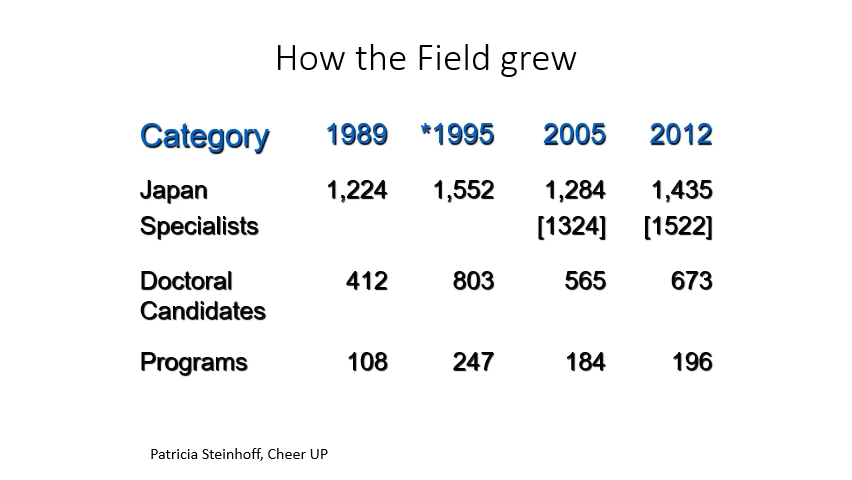 How the Field grew
Category 1989 *1995 2005 2012
Japan 1,224 1,552 1,284 1,435
Specialists [1324] [1522]
Doctoral 412 803 565 673
Candidates
Programs 108 247 184 196
Patricia Steinhoff, Cheer UP